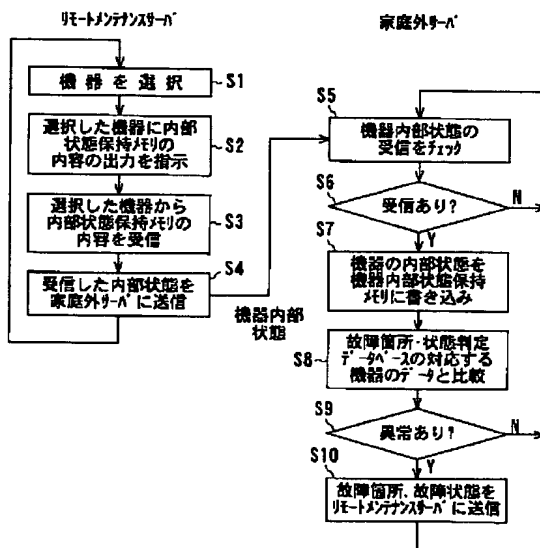 リモートメンテナンスサーバ
機器を選択
S1
選択した機器に内部
状態保持メモリの
内容の出力を指示
S2
選択した機器から
内部状態保持メモリの
内容を受信
S3
受信した内部状態を
家庭外サーバに送信
S4
機器内部
状態
家庭外サーバ
S5
機器内部状態の
受信をチェック
S6
受信あり?
N
Y
S7
機器の内部状態を
機器内部状態保持
メモリに書き込み
S8
故障箇所・状態判定
データベースの対応する
機器のデータと比較
S9
異常あり?
N
Y
S10
故障箇所、故障状態を
リモートメンテナンスサーバに送信